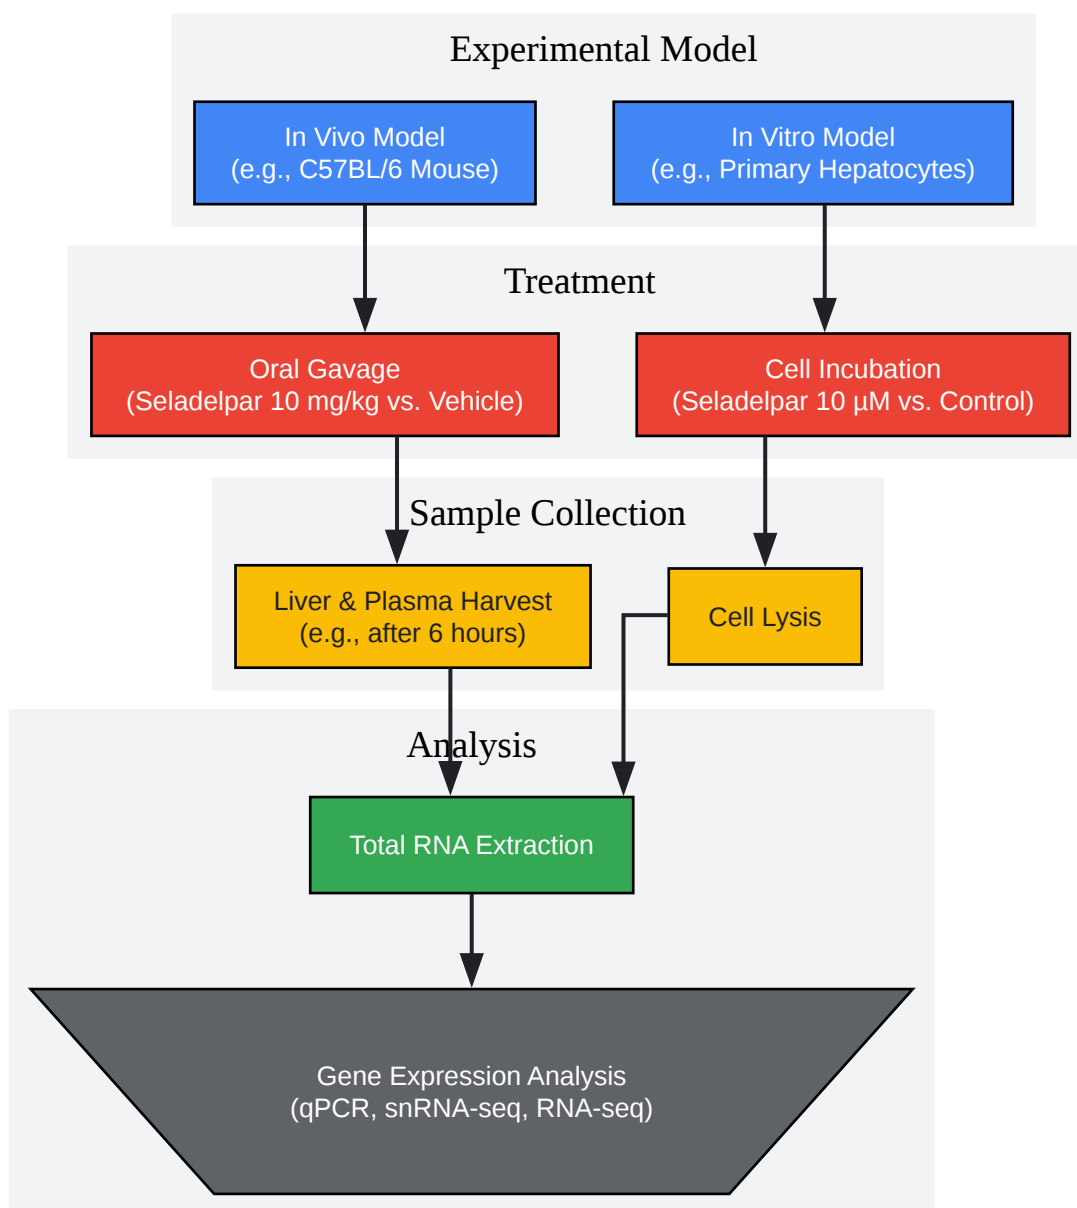 Experimental Model
In Vivo Model
(e.g., C57BL/6 Mouse)
In Vitro Model
(e.g., Primary Hepatocytes)
Treatment
Oral Gavage
(Seladelpar 10 mg/kg vs. Vehicle)
Cell Incubation
(Seladelpar 10 µM vs. Control)
Sample Collection
Liver & Plasma Harvest
(e.g., after 6 hours)
Cell Lysis
Analysis
Total RNA Extraction
Gene Expression Analysis
(qPCR, snRNA-seq, RNA-seq)